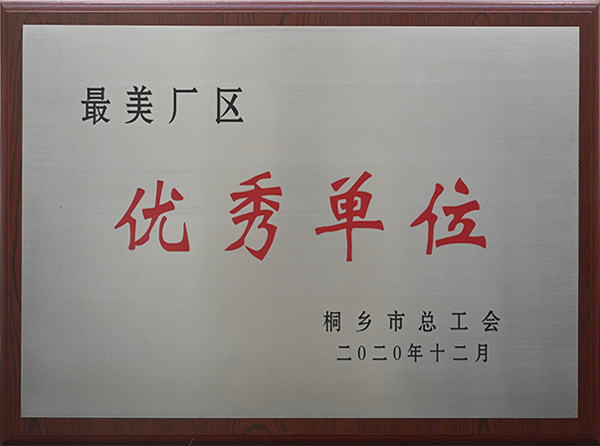 最美厂区
优秀单位
桐乡市总工会
二〇二〇年十二月